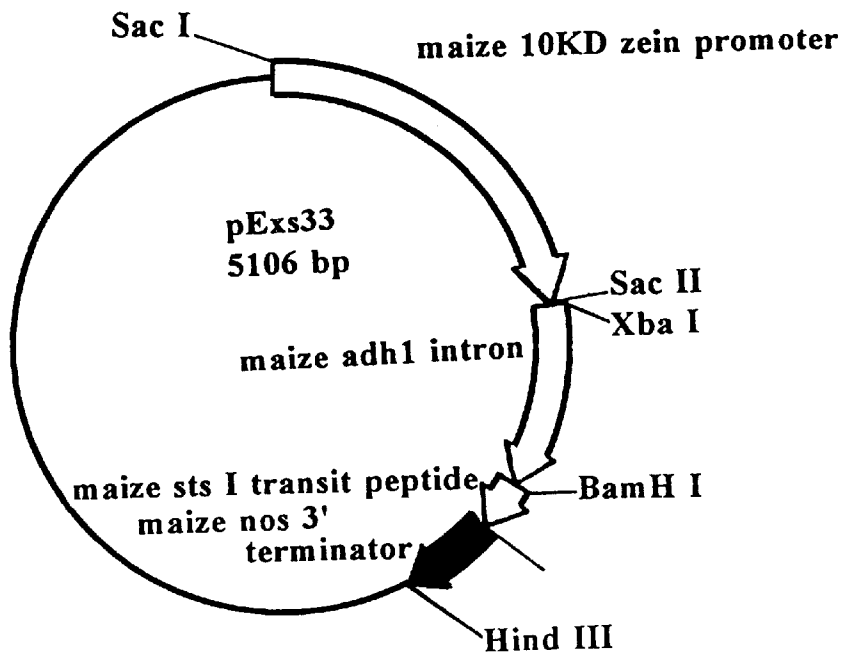 Sac I
maize 10KD zein promoter
pExs33
5106 bp
Sac II
Xba I
maize adh1 intron
maize sts I transit peptide
BamH I
maize nos 3'
terminator
Hind III